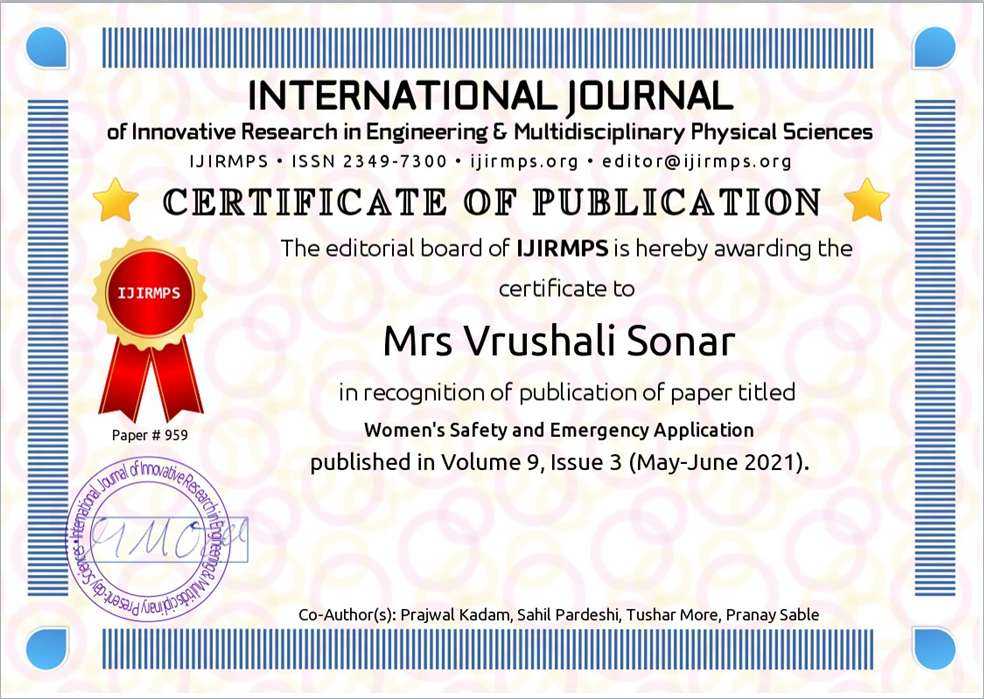 INTERNATIONAL JOURNAL
of Innovative Research in Engineering & Multidisciplinary Physical Sciences
IJIRMPS • ISSN 2349-7300 • ijirmps.org • editor@ijirmps.org
CERTIFICATE OF PUBLICATION
The editorial board of IJIRMPS is hereby awarding the
certificate to
IJIRMPS
Mrs Vrushali Sonar
in recognition of publication of paper titled
Women's Safety and Emergency Application
Paper # 959
published in Volume 9, Issue 3 (May-June 2021).
International Journal of Innovative Research in Engineering & Multidisciplinary Present-day Sciences •
Co-Author(s): Prajwal Kadam, Sahil Pardeshi, Tushar More, Pranay Sable